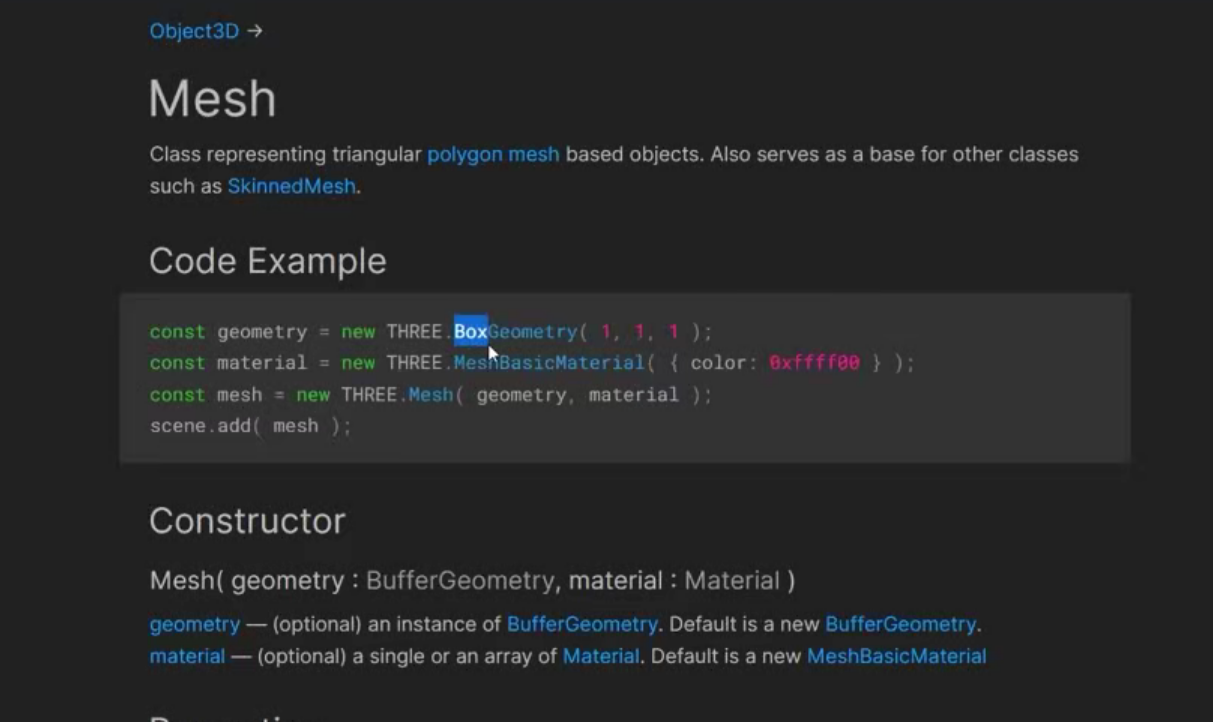 Object3D →
Mesh
Class representing triangular polygon mesh based objects. Also serves as a base for other classes
such as SkinnedMesh.
Code Example
const geometry = new THREE.BoxGeometry( 1, 1, 1 );
const material = new THREE.MeshBasicMaterial( { color: 0xffff00 } );
const mesh = new THREE.Mesh( geometry, material );
scene.add( mesh );
Constructor
Mesh( geometry : BufferGeometry, material : Material )
geometry — (optional) an instance of BufferGeometry. Default is a new BufferGeometry.
material — (optional) a single or an array of Material. Default is a new MeshBasicMaterial